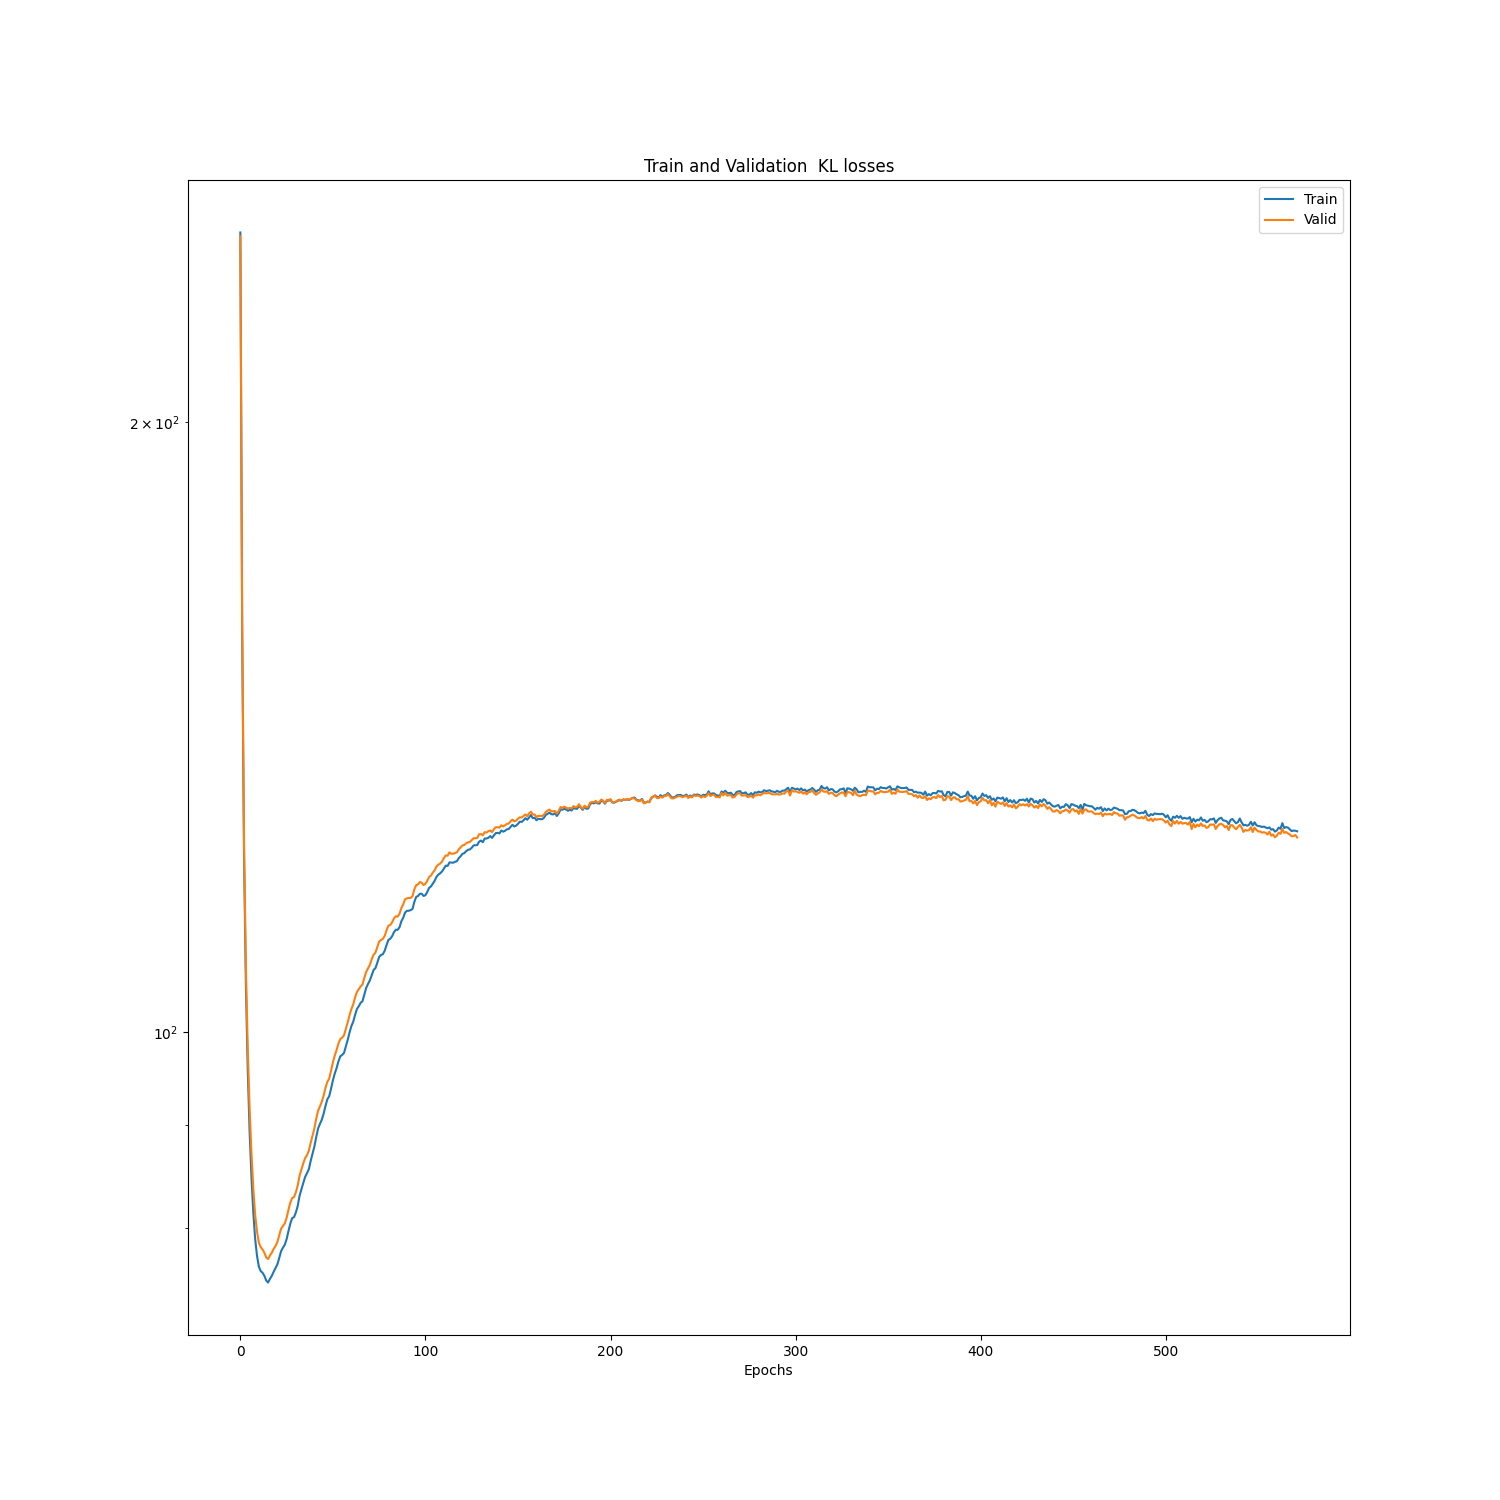 Train and Validation  KL losses
Train
Valid
2 × 10²
10²
0 100 200 300 400 500
Epochs